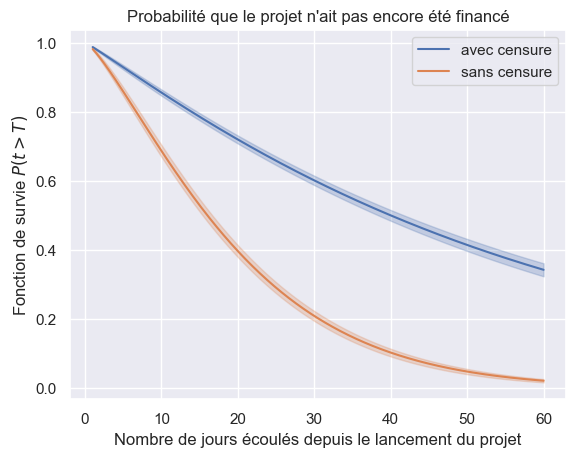 Probabilité que le projet n'ait pas encore été financé
avec censure
sans censure
Fonction de survie P(t > T)
1.0
0.8
0.6
0.4
0.2
0.0
0 10 20 30 40 50 60
Nombre de jours écoulés depuis le lancement du projet